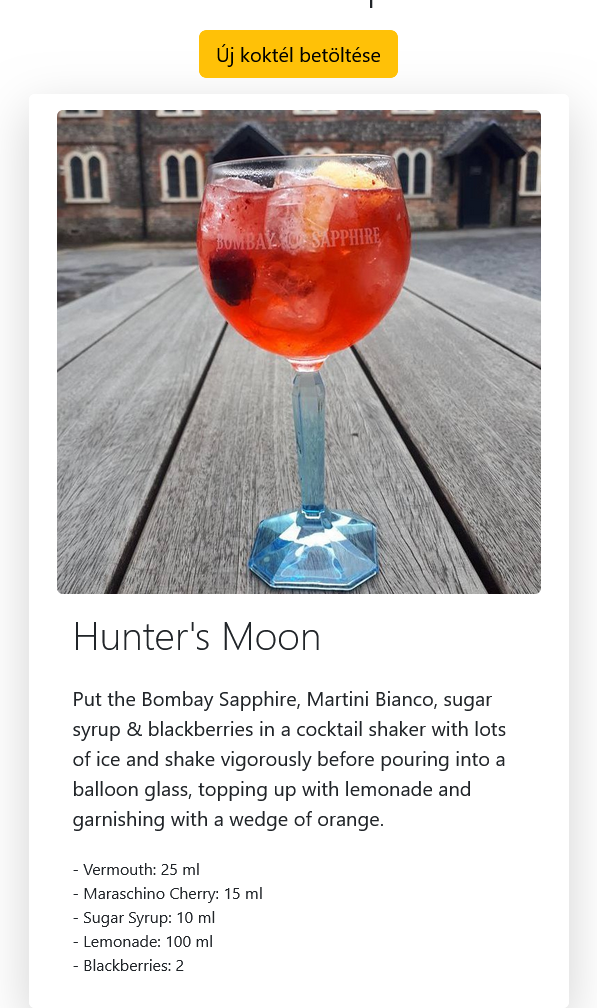 Új koktél betöltése
BOMBAY SAPPHIRE
Hunter's Moon
Put the Bombay Sapphire, Martini Bianco, sugar
syrup & blackberries in a cocktail shaker with lots
of ice and shake vigorously before pouring into a
balloon glass, topping up with lemonade and
garnishing with a wedge of orange.
- Vermouth: 25 ml
- Maraschino Cherry: 15 ml
- Sugar Syrup: 10 ml
- Lemonade: 100 ml
- Blackberries: 2